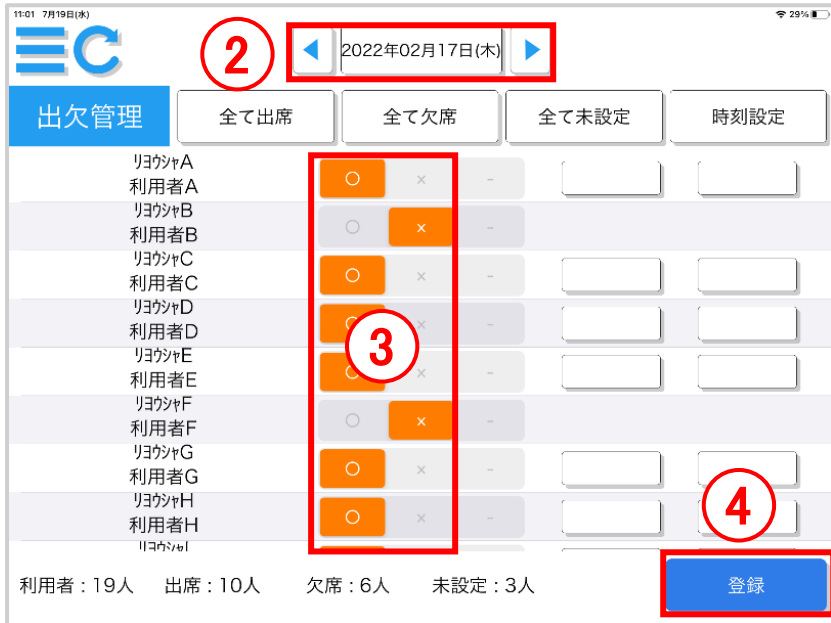 11:01 7月19日(水)
29%
②
2022年02月17日(木)
出欠管理
全て出席
全て欠席
全て未設定
時刻設定
ﾘﾖｳｼｬA
利用者A
○ × -
ﾘﾖｳｼｬB
利用者B
○ × -
ﾘﾖｳｼｬC
利用者C
○ × -
ﾘﾖｳｼｬD
利用者D
× -
③
ﾘﾖｳｼｬE
利用者E
× -
ﾘﾖｳｼｬF
利用者F
○ × -
ﾘﾖｳｼｬG
利用者G
○ × -
④
ﾘﾖｳｼｬH
利用者H
○ × -
ﾘﾖｳｼｬI
利用者 : 19人 出席 : 10人 欠席 : 6人 未設定 : 3人
登録